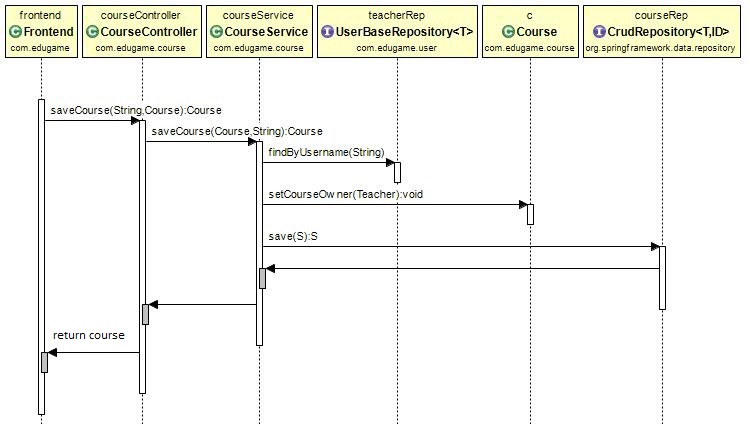 frontend
C Frontend
com.edugame
courseController
C CourseController
com.edugame.course
courseService
C CourseService
com.edugame.course
teacherRep
I UserBaseRepository<T>
com.edugame.user
c
C Course
com.edugame.course
courseRep
I CrudRepository<T,ID>
org.springframework.data.repository
saveCourse(String,Course):Course
saveCourse(Course,String):Course
findByUsername(String)
setCourseOwner(Teacher):void
save(S):S
return course